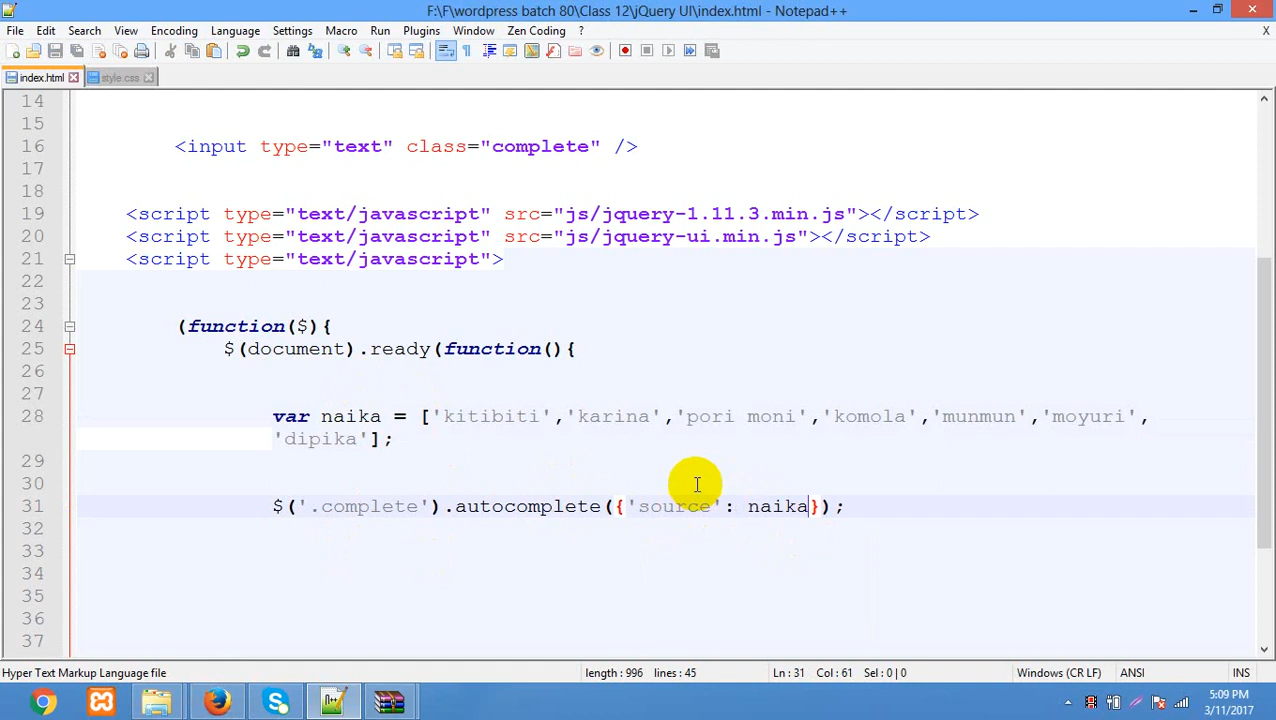 F:\F\wordpress batch 80\Class 12\jQuery UI\index.html - Notepad++
File Edit Search View Encoding Language Settings Macro Run Plugins Window Zen Coding ? X
index.html style.css
14
15
16 <input type="text" class="complete" />
17
18
19 <script type="text/javascript" src="js/jquery-1.11.3.min.js"></script>
20 <script type="text/javascript" src="js/jquery-ui.min.js"></script>
21 <script type="text/javascript">
22
23
24 (function($){
25 $(document).ready(function(){
26
27
28 var naika = ['kitibiti','karina','pori moni','komola','munmun','moyuri',
'dipika'];
29
30
31 $('.complete').autocomplete({'source': naika});
32
33
34
35
36
37
Hyper Text Markup Language file length : 996 lines : 45 Ln : 31 Col : 61 Sel : 0 | 0 Windows (CR LF) ANSI INS
5:09 PM
3/11/2017